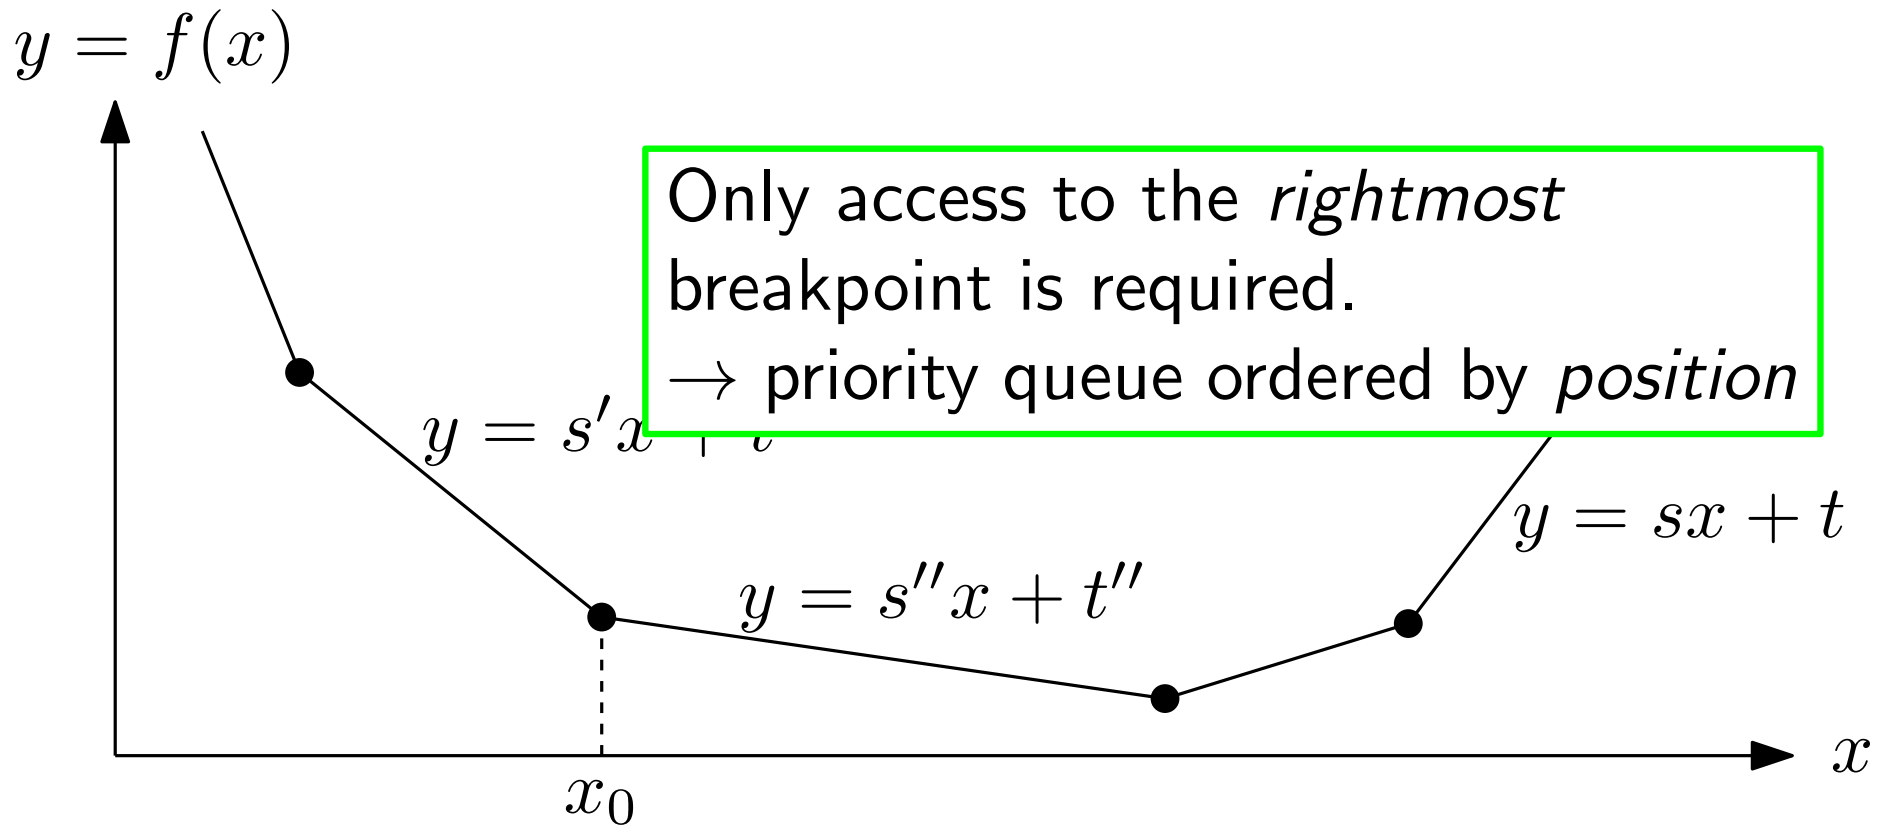 y = f(x)
Only access to the rightmost
breakpoint is required.
→ priority queue ordered by position
y = s′x + t
y = sx + t
y = s′′x + t′′
x
x₀